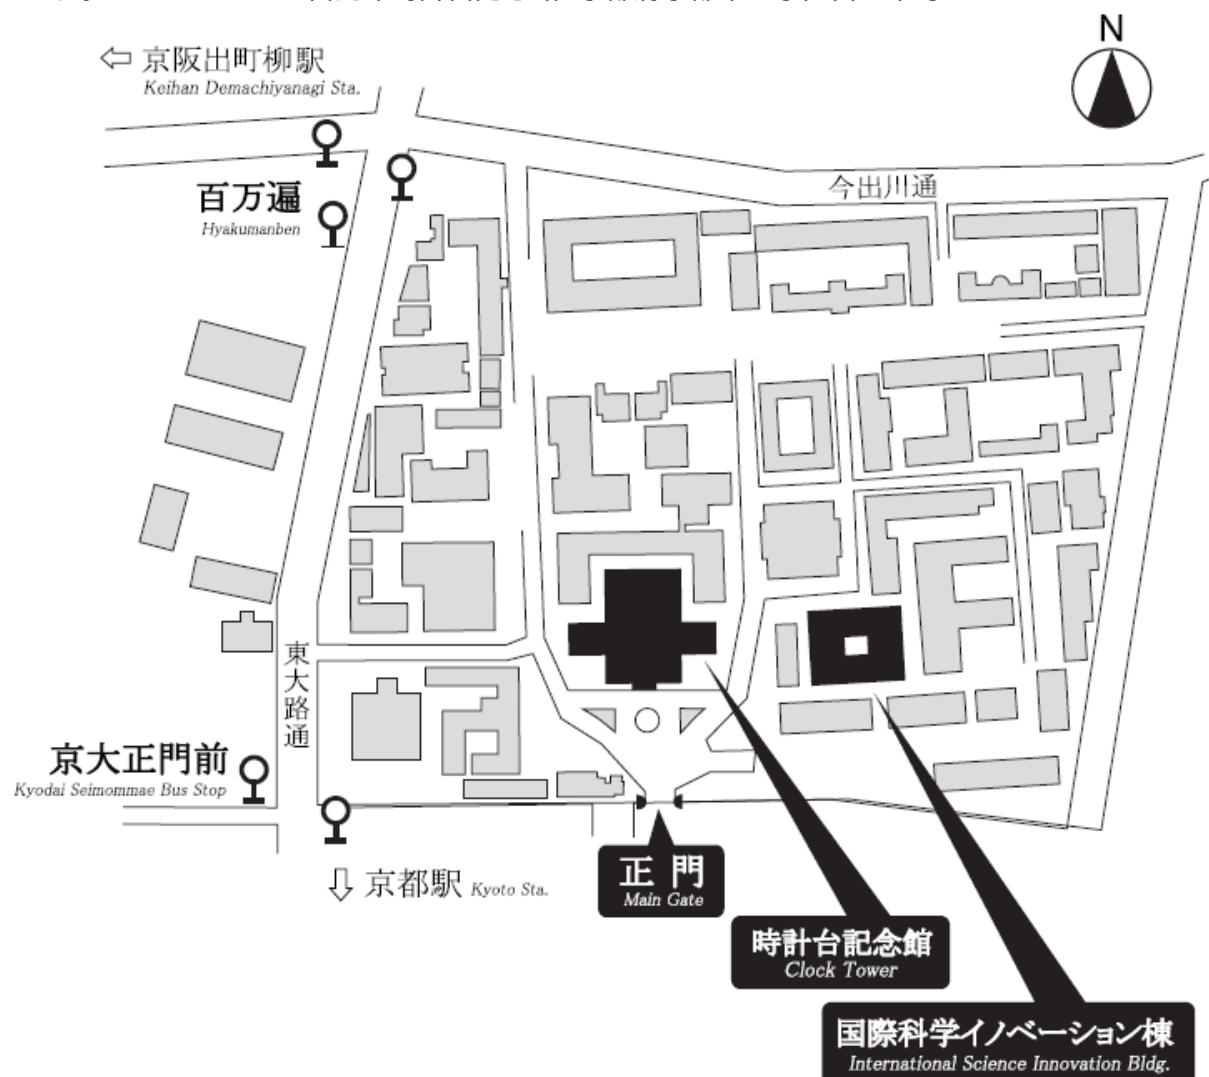 N
京阪出町柳駅
Keihan Demachiyanagi Sta.
百万遍
Hyakumanben
今出川通
東大路通
京大正門前
Kyodai Seimommae Bus Stop
京都駅 Kyoto Sta.
正門
Main Gate
時計台記念館
Clock Tower
国際科学イノベーション棟
International Science Innovation Bldg.